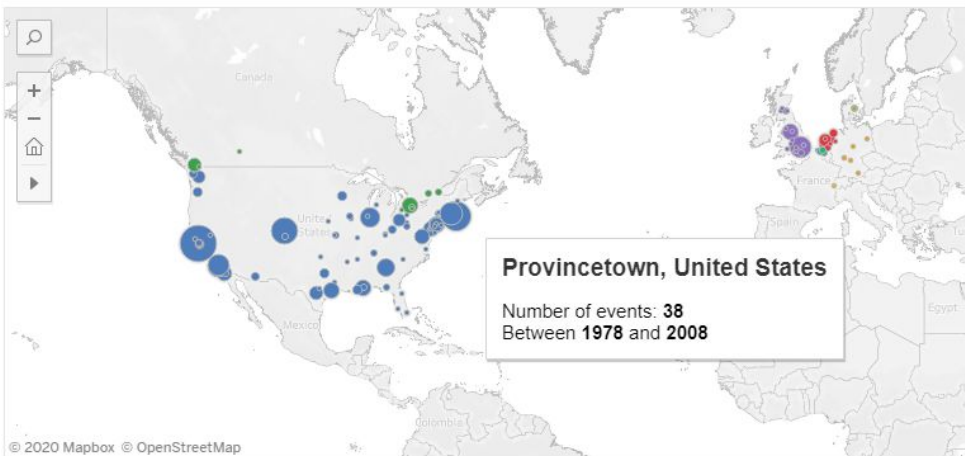 Canada
United
States
Mexico
Colombia
France
Spain
Egypt
Provincetown, United States
Number of events: 38
Between 1978 and 2008
© 2020 Mapbox © OpenStreetMap